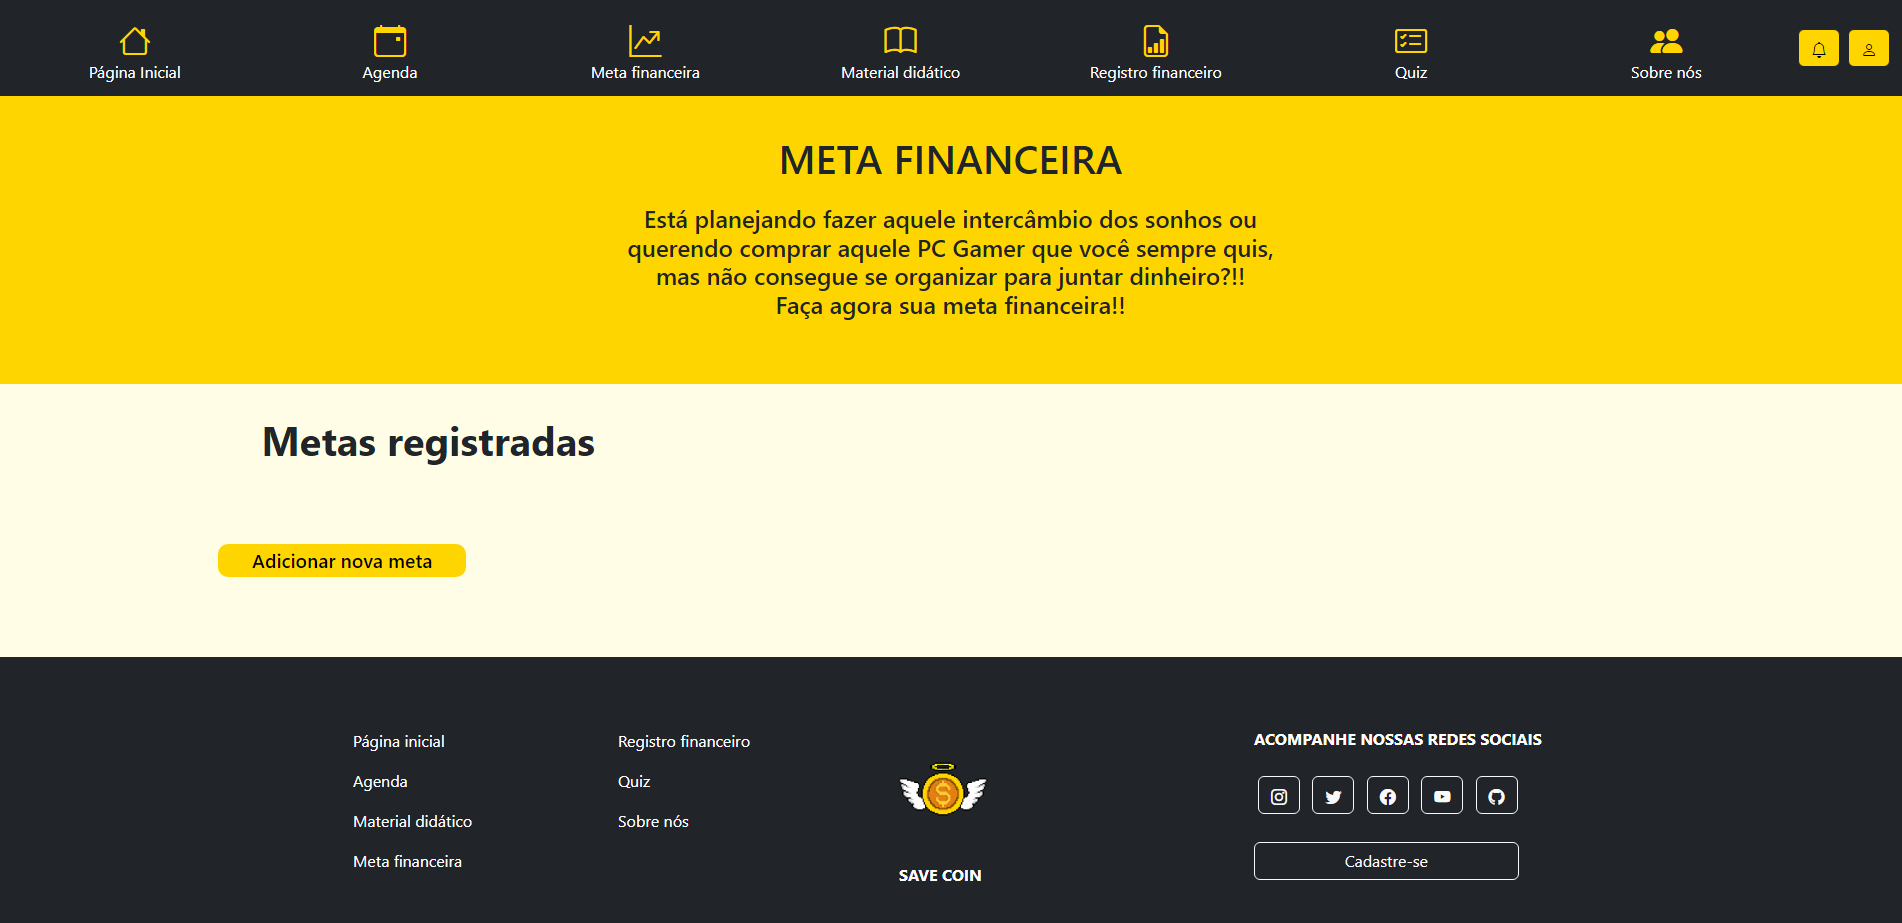 Página Inicial
Agenda
Meta financeira
Material didático
Registro financeiro
Quiz
Sobre nós
META FINANCEIRA
Está planejando fazer aquele intercâmbio dos sonhos ou
querendo comprar aquele PC Gamer que você sempre quis,
mas não consegue se organizar para juntar dinheiro?!!
Faça agora sua meta financeira!!
Metas registradas
Adicionar nova meta
Página inicial
Agenda
Material didático
Meta financeira
Registro financeiro
Quiz
Sobre nós
$
SAVE COIN
ACOMPANHE NOSSAS REDES SOCIAIS
Cadastre-se